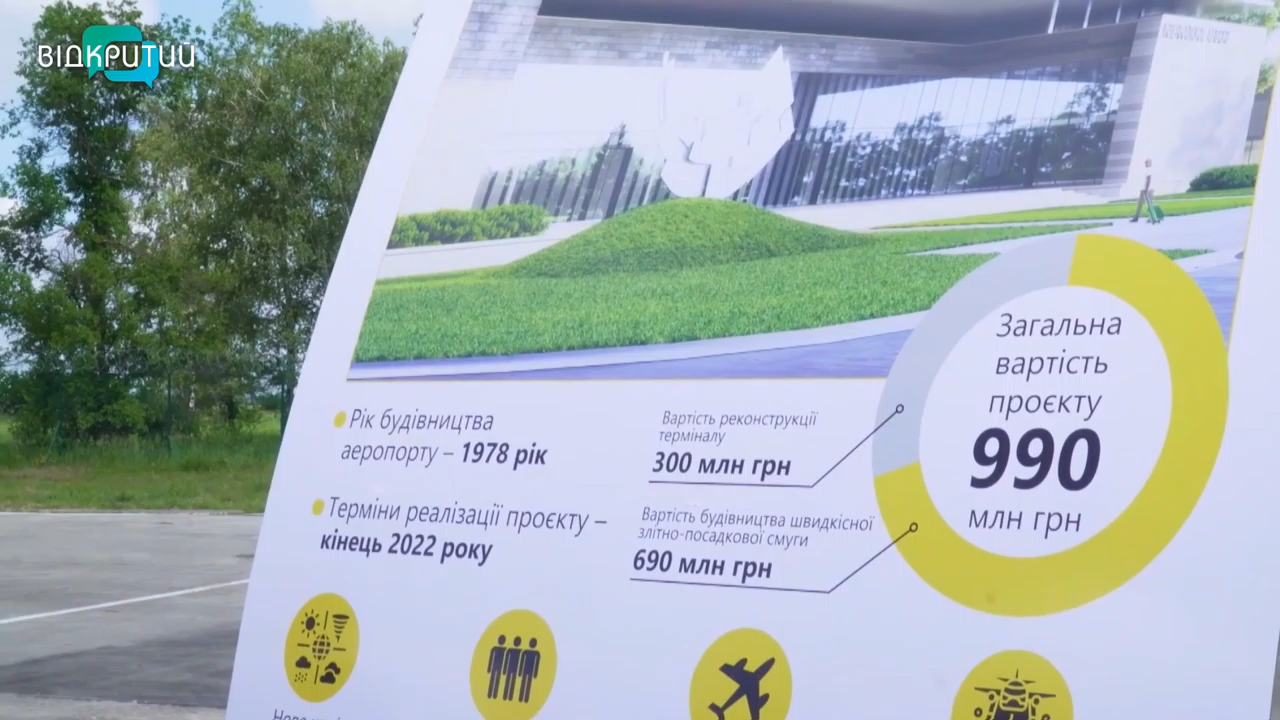 ВІДКРИТИЙ
Рік будівництва
аеропорту – 1978 рік
Терміни реалізації проєкту –
кінець 2022 року
Вартість реконструкції
терміналу
300 млн грн
Вартість будівництва швидкісної
злітно-посадкової смуги
690 млн грн
Загальна
вартість
проєкту
990
млн грн